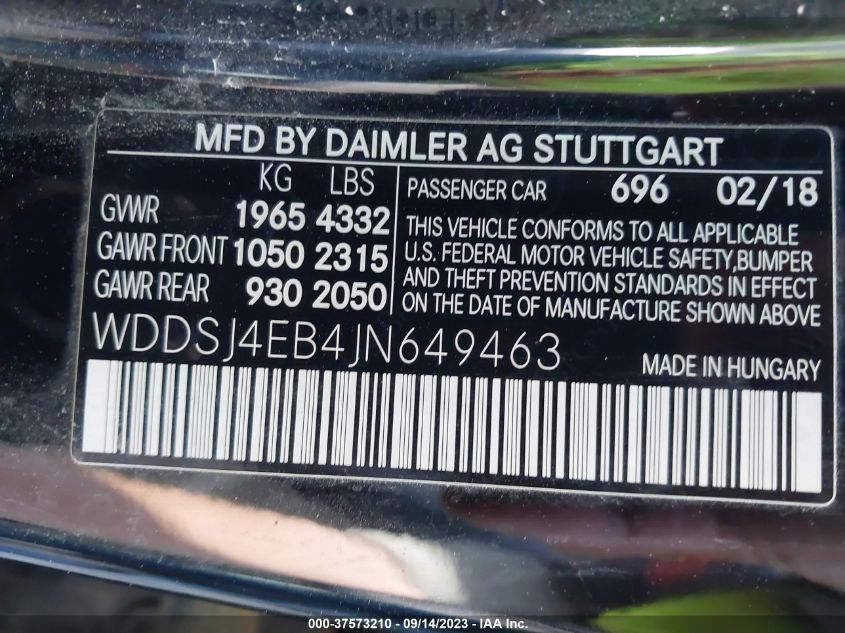 MFD BY DAIMLER AG STUTTGART
KG LBS
GVWR 1965 4332
GAWR FRONT 1050 2315
GAWR REAR 930 2050
PASSENGER CAR 696 02/18
THIS VEHICLE CONFORMS TO ALL APPLICABLE
U.S. FEDERAL MOTOR VEHICLE SAFETY,BUMPER
AND THEFT PREVENTION STANDARDS IN EFFECT
ON THE DATE OF MANUFACTURE SHOWN ABOVE
WDDSJ4EB4JN649463
MADE IN HUNGARY
000-37573210 - 09/14/2023 - IAA Inc.